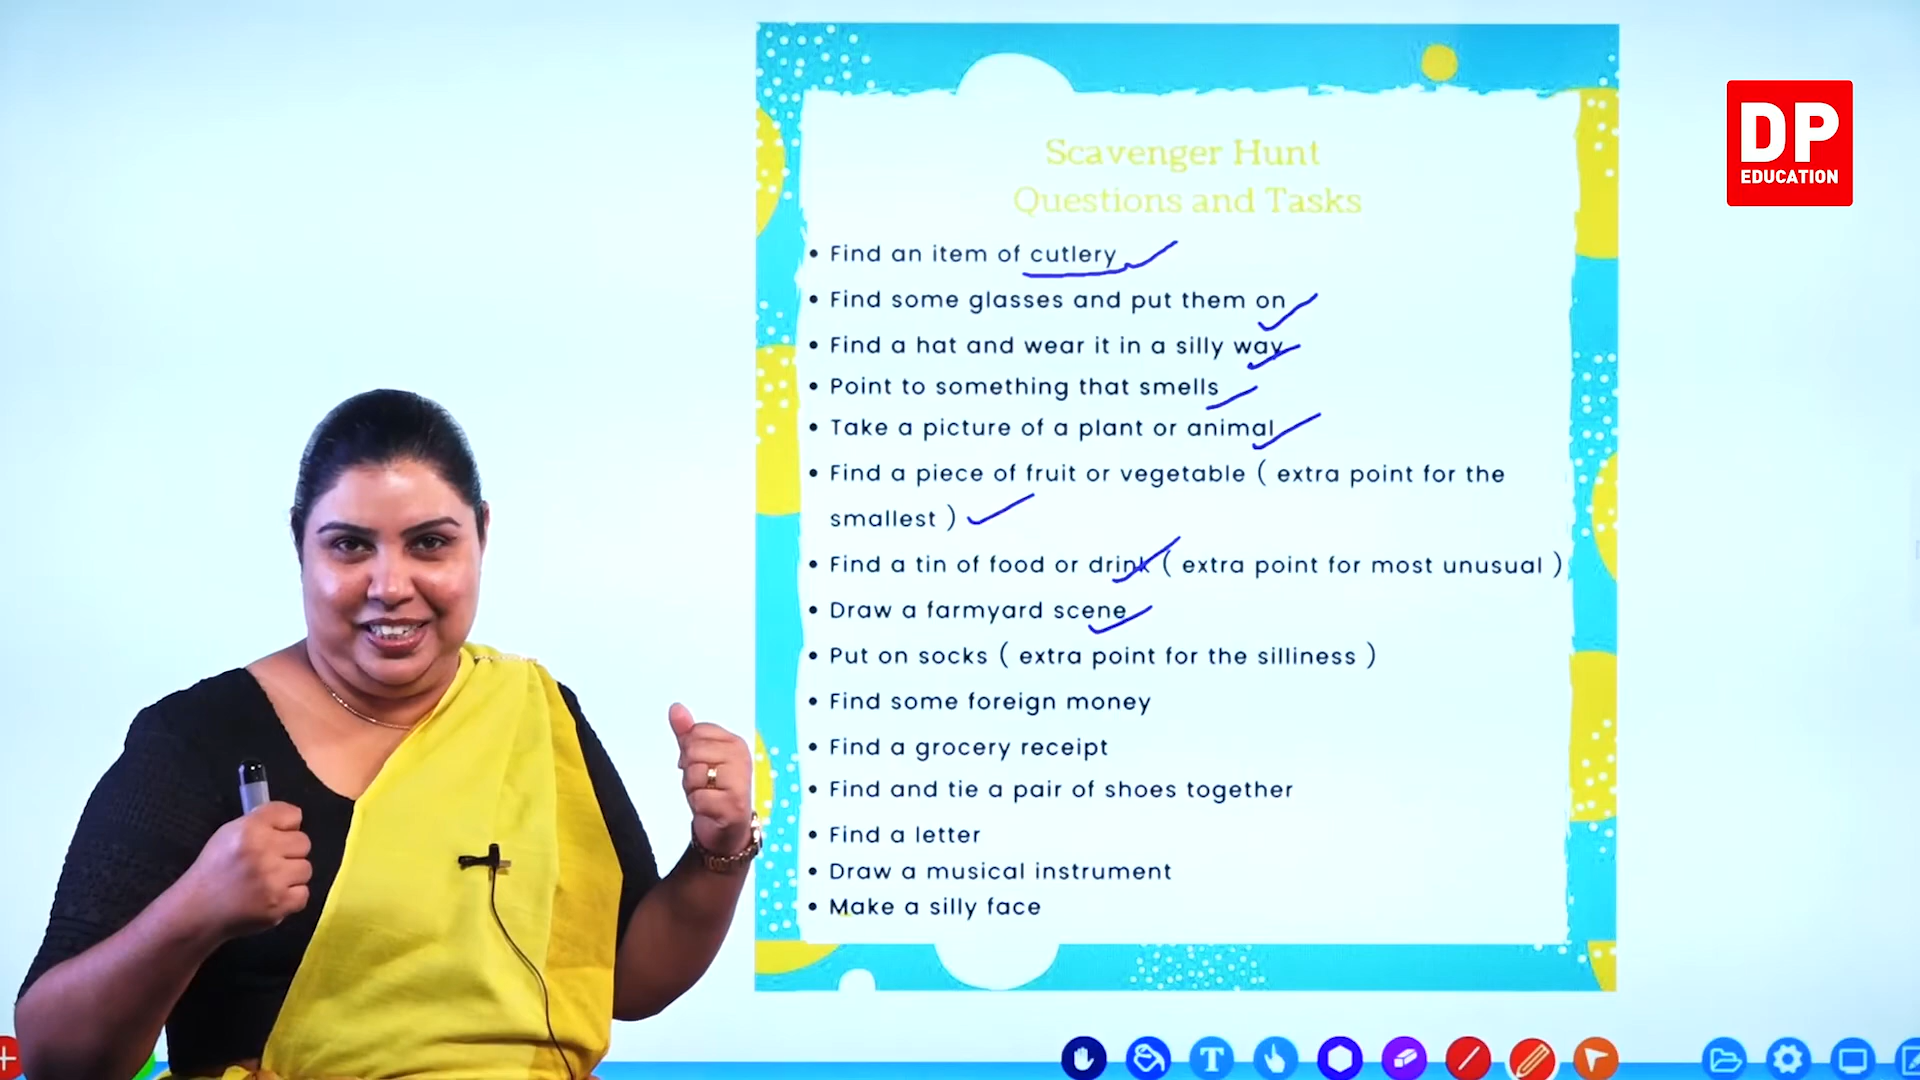 DP
EDUCATION
Scavenger Hunt
Questions and Tasks
• Find an item of cutlery
• Find some glasses and put them on
• Find a hat and wear it in a silly way
• Point to something that smells
• Take a picture of a plant or animal
• Find a piece of fruit or vegetable ( extra point for the
smallest )
• Find a tin of food or drink ( extra point for most unusual )
• Draw a farmyard scene
• Put on socks ( extra point for the silliness )
• Find some foreign money
• Find a grocery receipt
• Find and tie a pair of shoes together
• Find a letter
• Draw a musical instrument
• Make a silly face
T